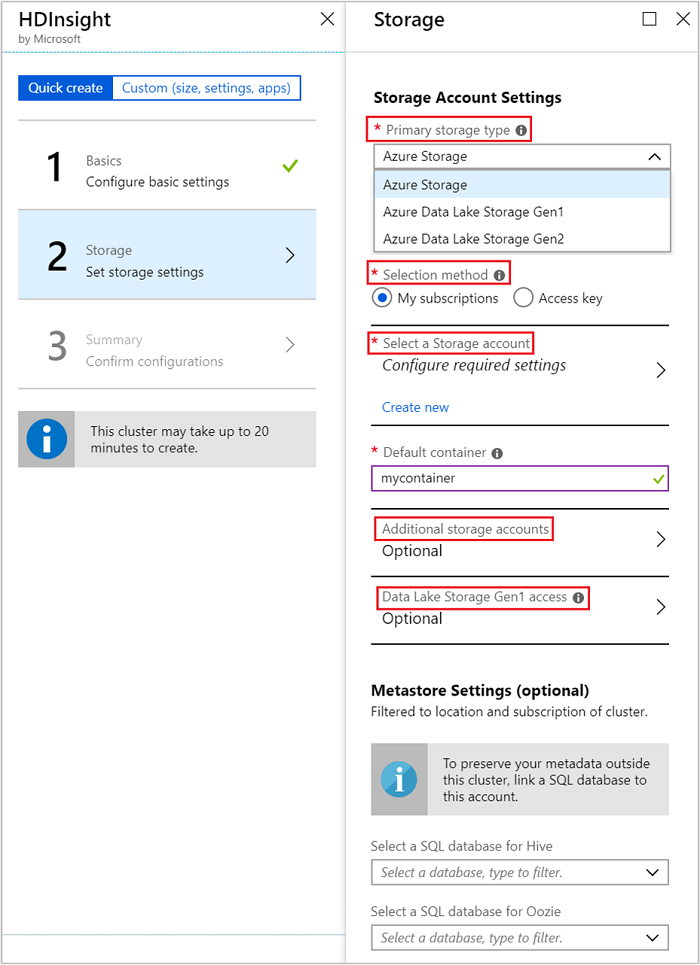 HDInsight
by Microsoft
Quick create
Custom (size, settings, apps)
1
Basics
Configure basic settings
2
Storage
Set storage settings
3
Summary
Confirm configurations
This cluster may take up to 20
minutes to create.
Storage
Storage Account Settings
* Primary storage type
Azure Storage
Azure Storage
Azure Data Lake Storage Gen1
Azure Data Lake Storage Gen2
* Selection method
My subscriptions
Access key
* Select a Storage account
Configure required settings
Create new
* Default container
mycontainer
Additional storage accounts
Optional
Data Lake Storage Gen1 access
Optional
Metastore Settings (optional)
Filtered to location and subscription of cluster.
To preserve your metadata outside
this cluster, link a SQL database to
this account.
Select a SQL database for Hive
Select a database, type to filter.
Select a SQL database for Oozie
Select a database, type to filter.